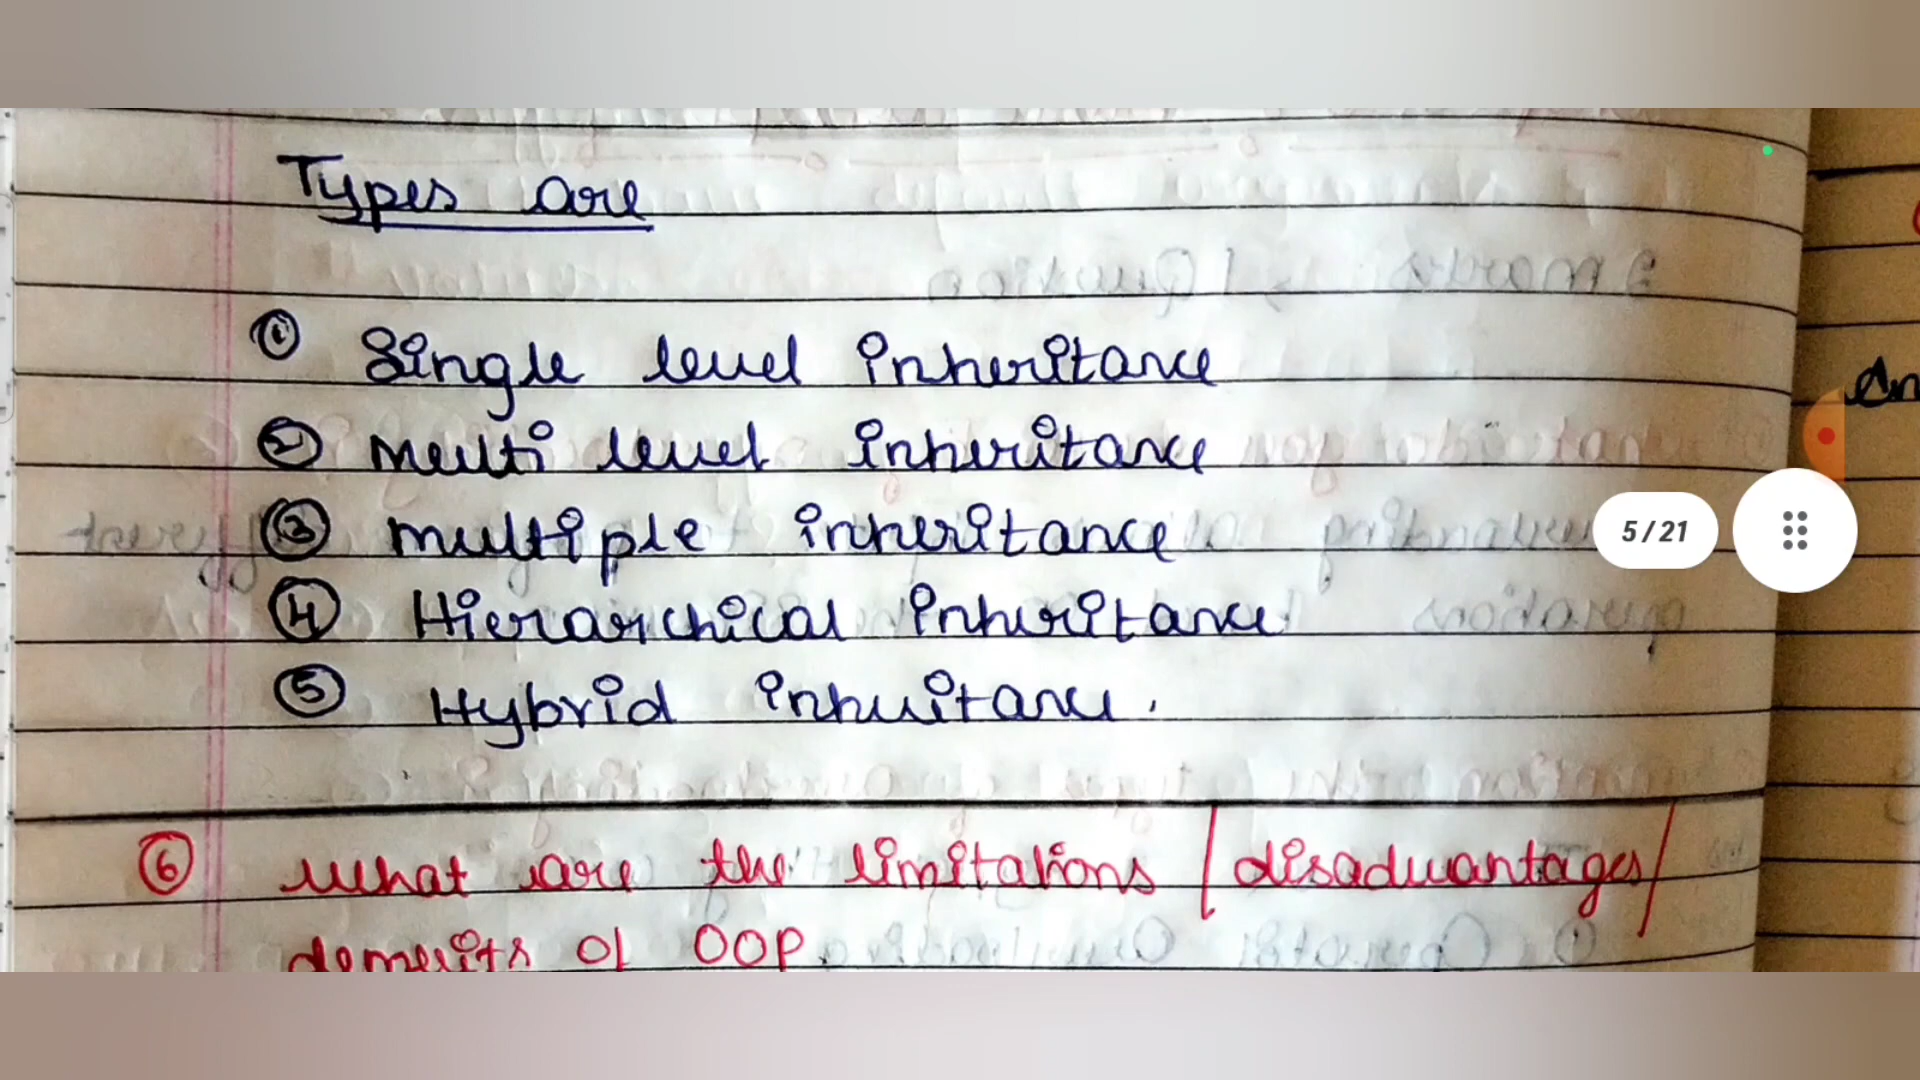 Types are
① Single level inheritance
② Multi level inheritance
③ multiple inheritance
④ Hierarchical inheritance
⑤ Hybrid inheritance.
5/21
⑥ What are the limitations / disadvantages/
demerits of OOP.